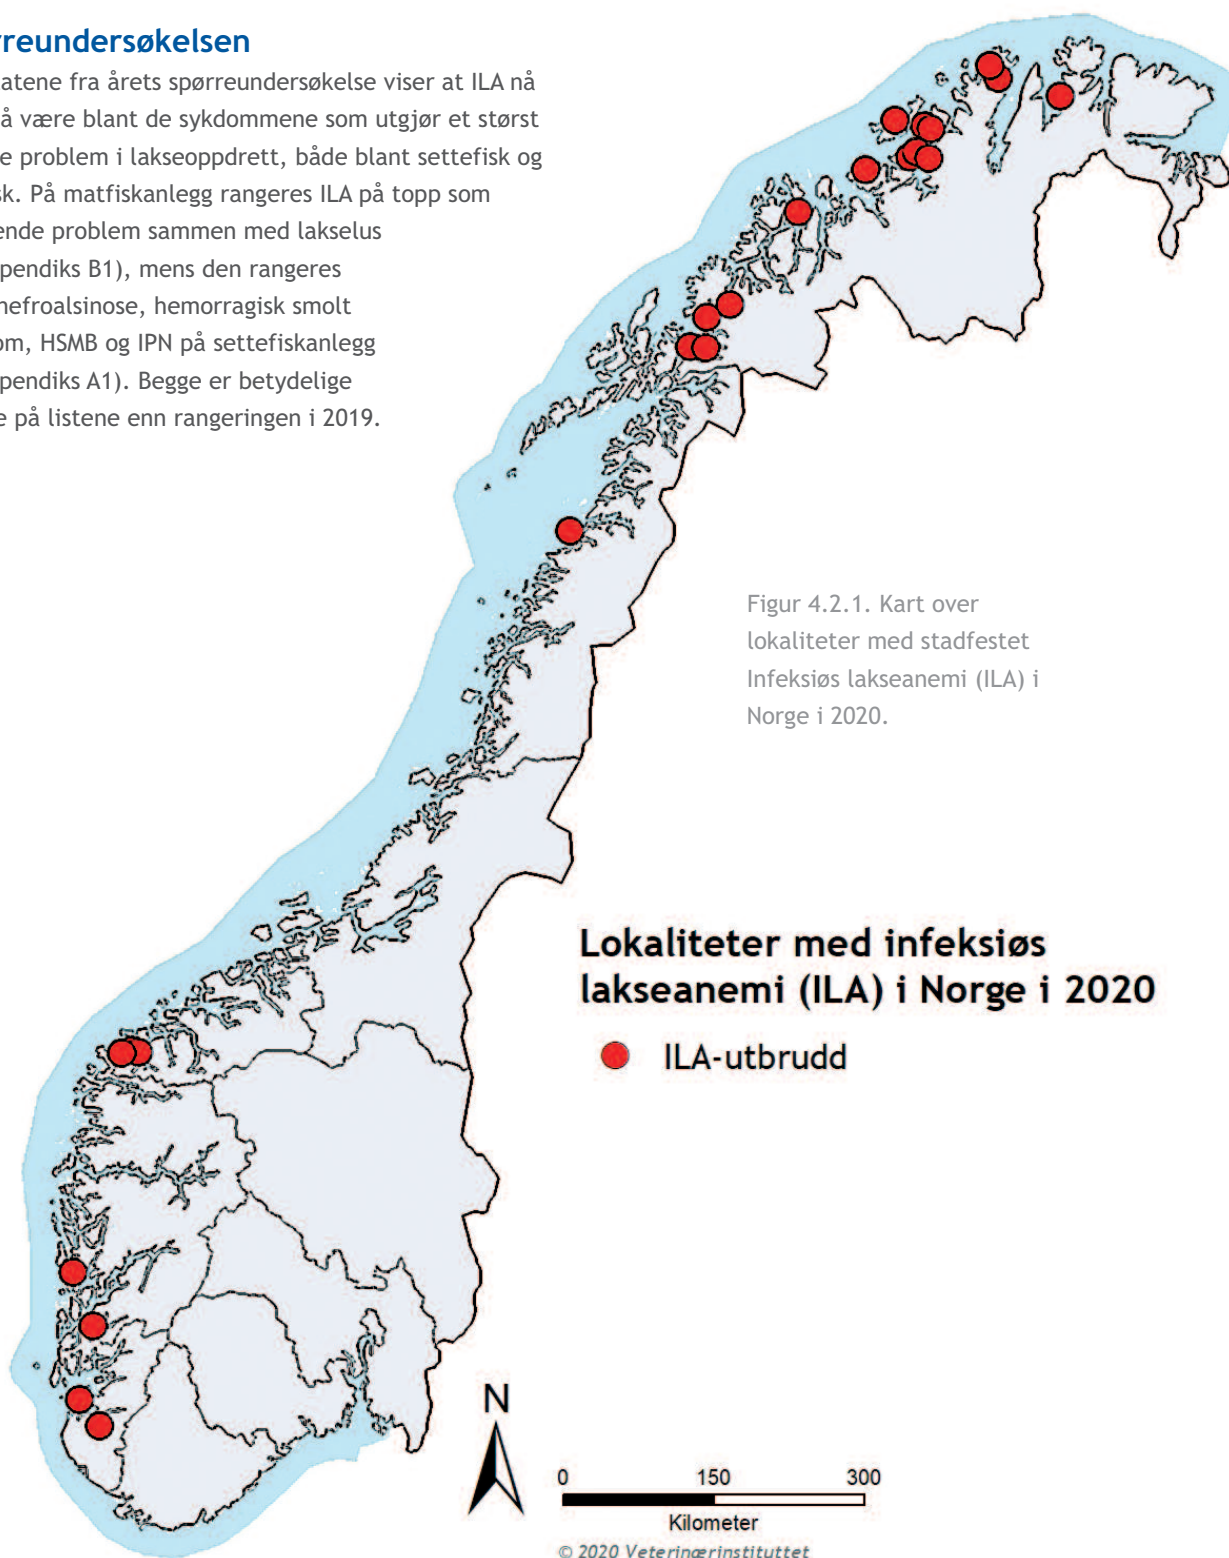 rreundersøkelsen
atene fra årets spørreundersøkelse viser at ILA nå
å være blant de sykdommene som utgjør et størst
e problem i lakseoppdrett, både blant settefisk og
sk. På matfiskanlegg rangeres ILA på topp som
ende problem sammen med lakselus
pendiks B1), mens den rangeres
nefroalsinose, hemorragisk smolt
om, HSMB og IPN på settefiskanlegg
pendiks A1). Begge er betydelige
e på listene enn rangeringen i 2019.
Figur 4.2.1. Kart over
lokaliteter med stadfestet
Infeksiøs lakseanemi (ILA) i
Norge i 2020.
Lokaliteter med infeksiøs
lakseanemi (ILA) i Norge i 2020
ILA-utbrudd
N
0 150 300
Kilometer
© 2020 Veterinærinstituttet